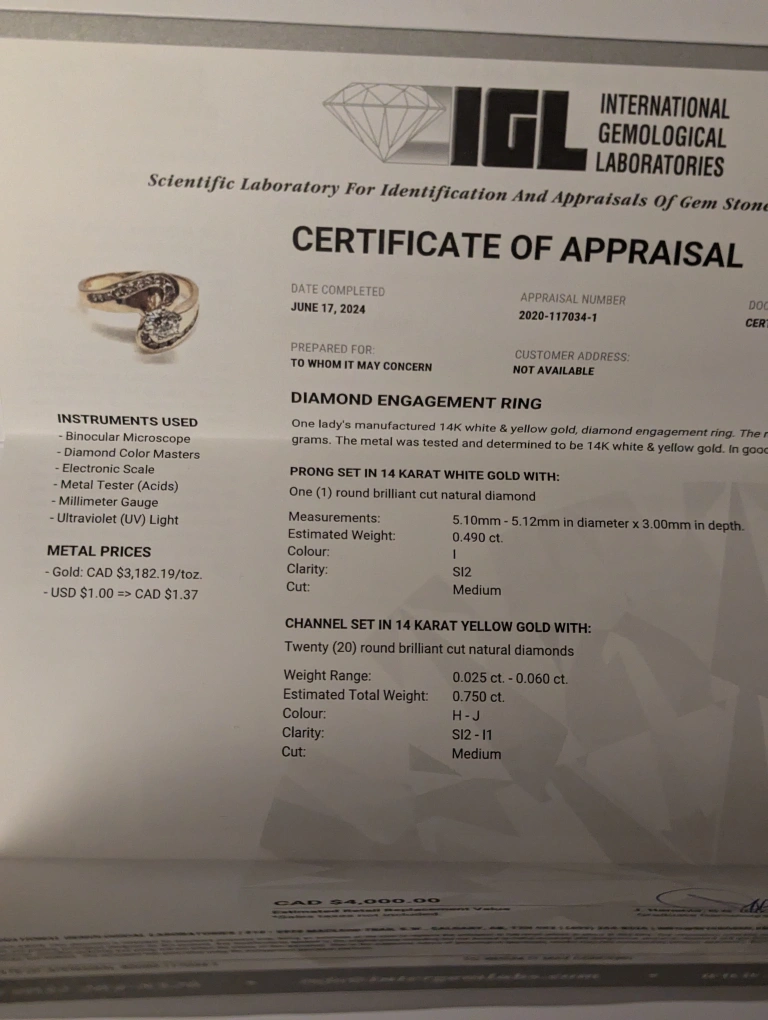 IGL
INTERNATIONAL
GEMOLOGICAL
LABORATORIES
Scientific Laboratory For Identification And Appraisals Of Gem Stone
CERTIFICATE OF APPRAISAL
DATE COMPLETED
JUNE 17, 2024
APPRAISAL NUMBER
2020-117034-1
DOC
CERT
PREPARED FOR:
TO WHOM IT MAY CONCERN
CUSTOMER ADDRESS:
NOT AVAILABLE
DIAMOND ENGAGEMENT RING
One lady's manufactured 14K white & yellow gold, diamond engagement ring. The
grams. The metal was tested and determined to be 14K white & yellow gold. In good
INSTRUMENTS USED
- Binocular Microscope
- Diamond Color Masters
- Electronic Scale
- Metal Tester (Acids)
- Millimeter Gauge
- Ultraviolet (UV) Light
METAL PRICES
- Gold: CAD $3,182.19/toz.
- USD $1.00 => CAD $1.37
PRONG SET IN 14 KARAT WHITE GOLD WITH:
One (1) round brilliant cut natural diamond
Measurements: 5.10mm - 5.12mm in diameter x 3.00mm in depth.
Estimated Weight: 0.490 ct.
Colour: I
Clarity: SI2
Cut: Medium
CHANNEL SET IN 14 KARAT YELLOW GOLD WITH:
Twenty (20) round brilliant cut natural diamonds
Weight Range: 0.025 ct. - 0.060 ct.
Estimated Total Weight: 0.750 ct.
Colour: H - J
Clarity: SI2 - I1
Cut: Medium
CAD $4,000.00
Estimated Retail Replacement Value